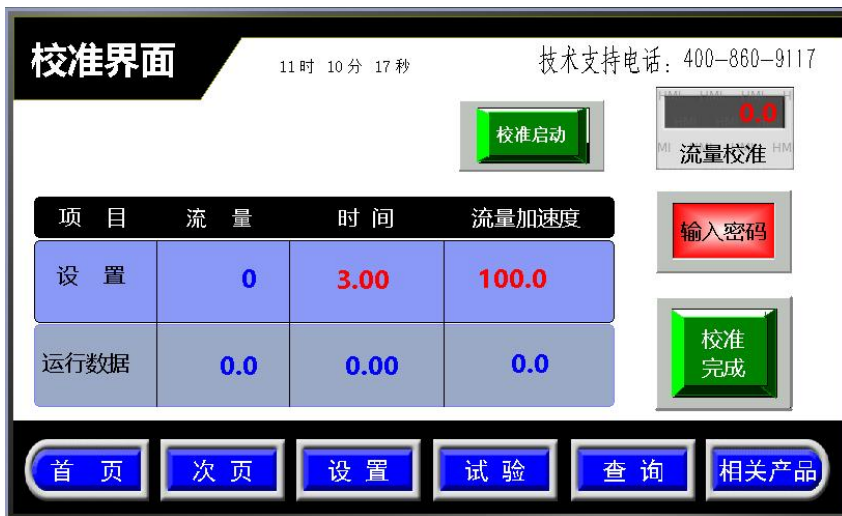 校准界面
11时 10分 17秒
技术支持电话：400-860-9117
校准启动
0.0
流量校准
项 目 流 量 时 间 流量加速度
输入密码
设 置 0 3.00 100.0
运行数据 0.0 0.00 0.0
校准
完成
首 页 次 页 设 置 试 验 查 询 相关产品